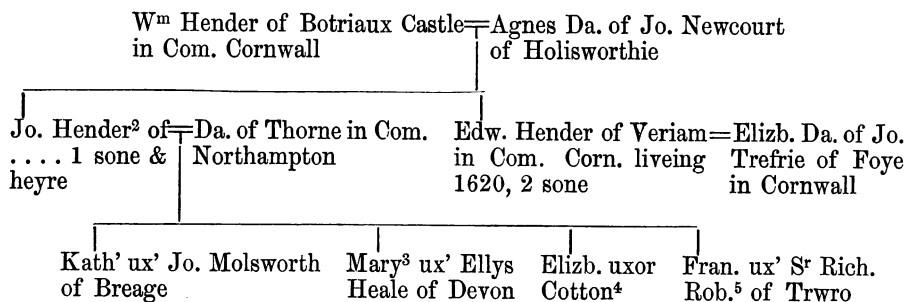 Wᵐ Hender of Botriaux Castle=Agnes Da. of Jo. Newcourt
in Com. Cornwall of Holisworthie
Jo. Hender² of=Da. of Thorne in Com.
.... 1 sone & Northampton
heyre
Edw. Hender of Veriam=Elizb. Da. of Jo.
in Com. Corn. liveing Trefrie of Foye
1620, 2 sone in Cornwall
Kath' ux' Jo. Molsworth
of Breage
Mary³ ux' Ellys
Heale of Devon
Elizb. uxor
Cotton⁴
Fran. ux' Sʳ Rich.
Rob.⁵ of Trwro